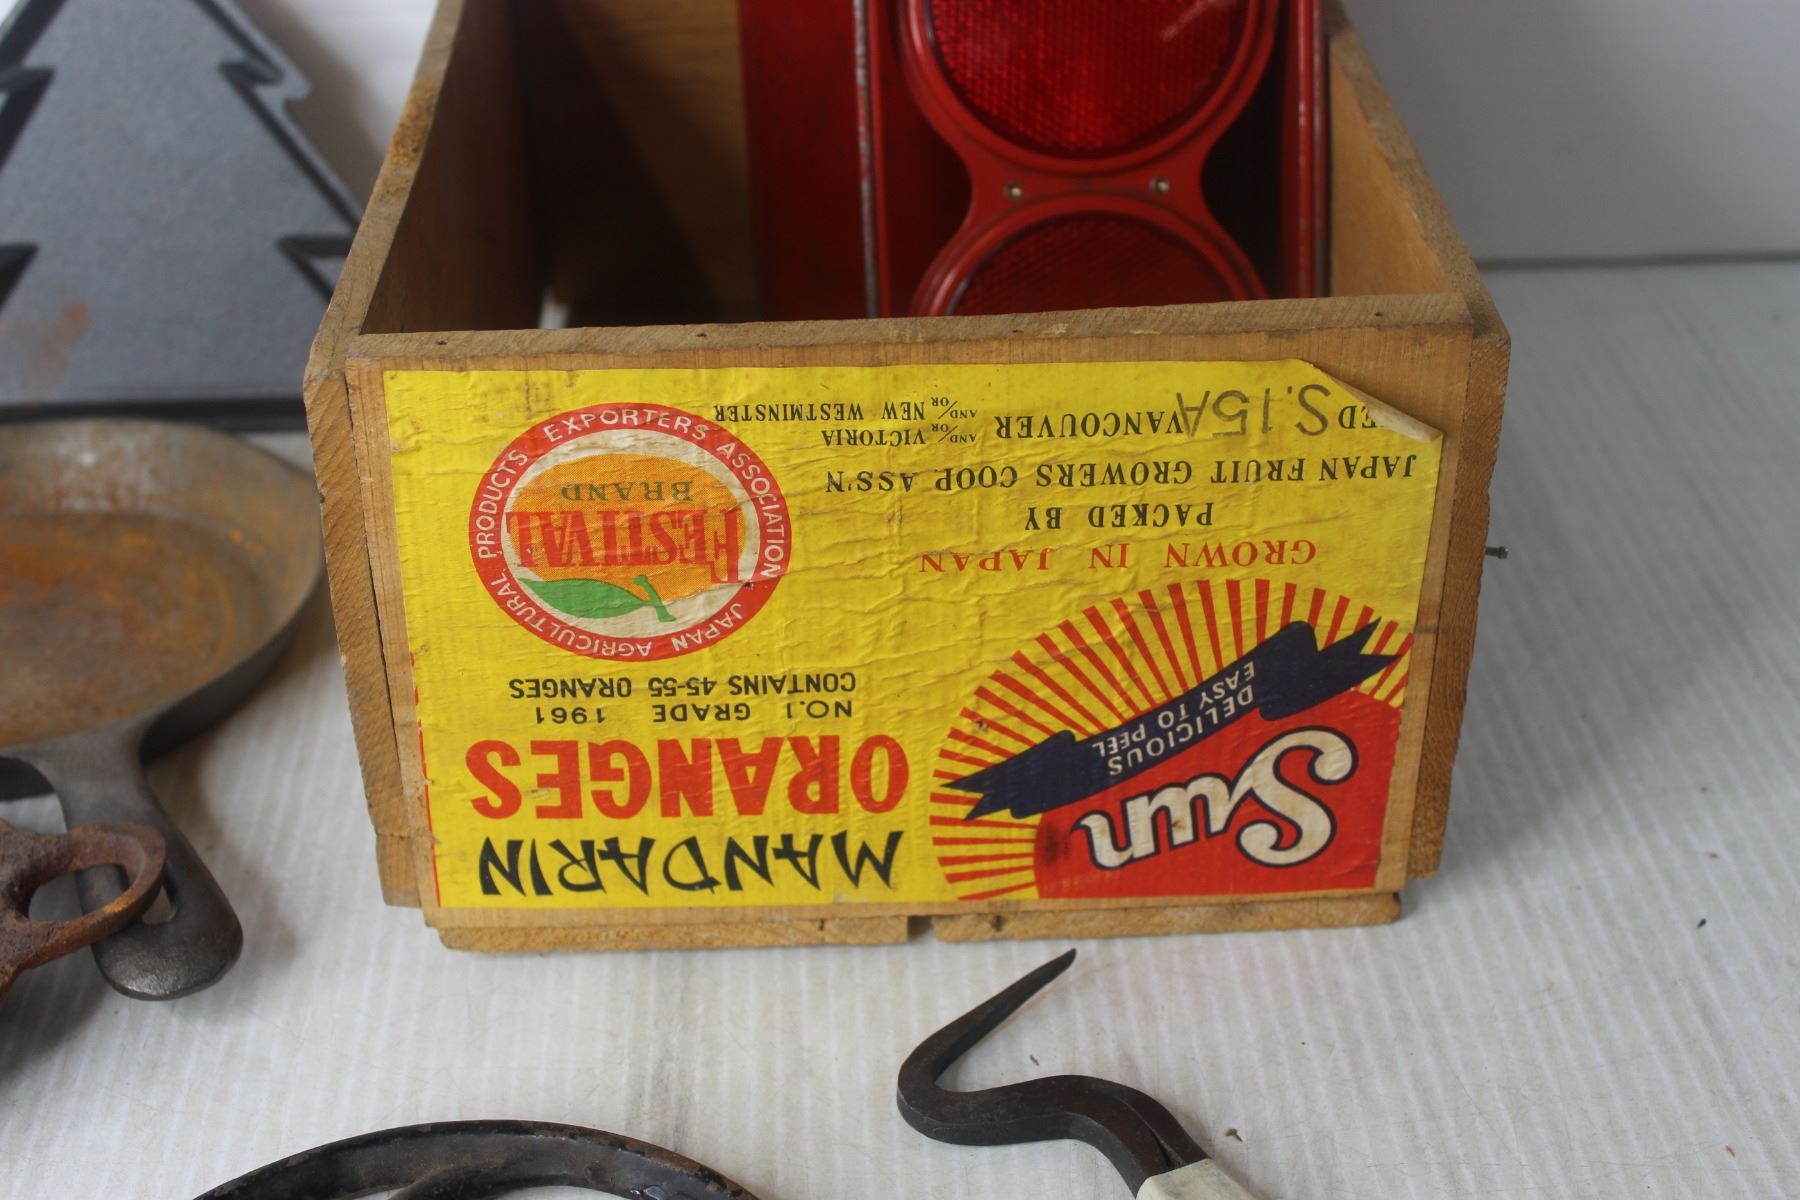 Sun
DELICIOUS
EASY TO PEEL
MANDARIN
ORANGES
NO.1 GRADE 1961
CONTAINS 45-55 ORANGES
GROWN IN JAPAN
PACKED BY
JAPAN FRUIT GROWERS COOP. ASS'N
VANCOUVER AND/OR VICTORIA
AND/OR NEW WESTMINSTER
S.15A
JAPAN AGRICULTURAL PRODUCTS EXPORTERS ASSOCIATION
FESTIVAL
BRAND